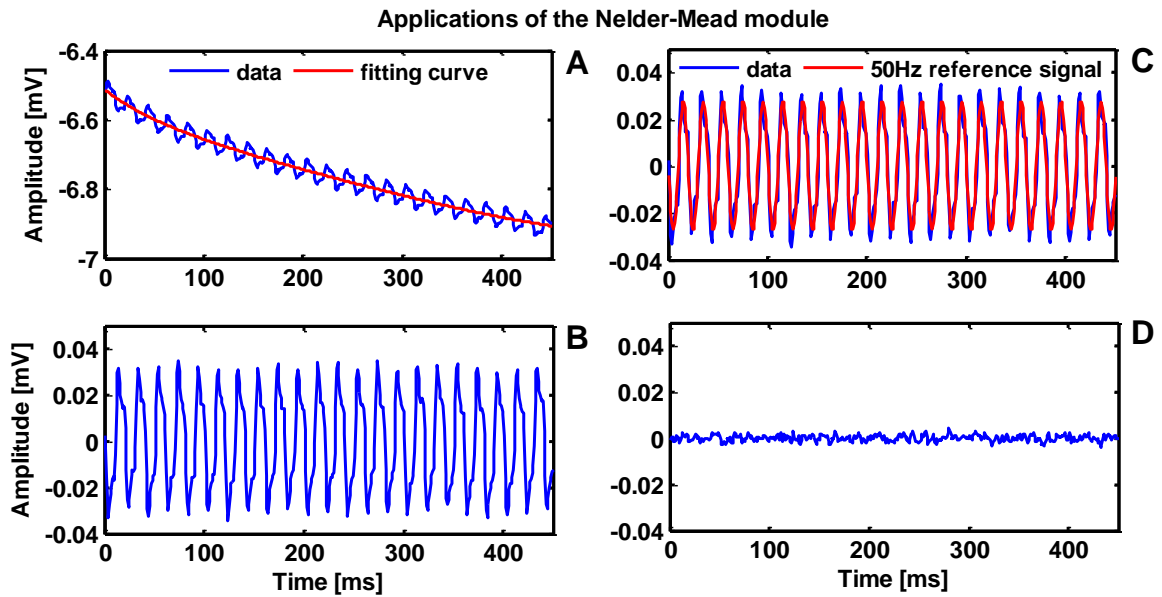 Applications of the Nelder-Mead module
A
data
fitting curve
Amplitude [mV]
-6.4
-6.6
-6.8
-7
0 100 200 300 400
C
data
50Hz reference signal
0.04
0.02
0
-0.02
-0.04
0 100 200 300 400
B
Amplitude [mV]
0.04
0.02
0
-0.02
-0.04
0 100 200 300 400
Time [ms]
D
0.04
0.02
0
-0.02
-0.04
0 100 200 300 400
Time [ms]